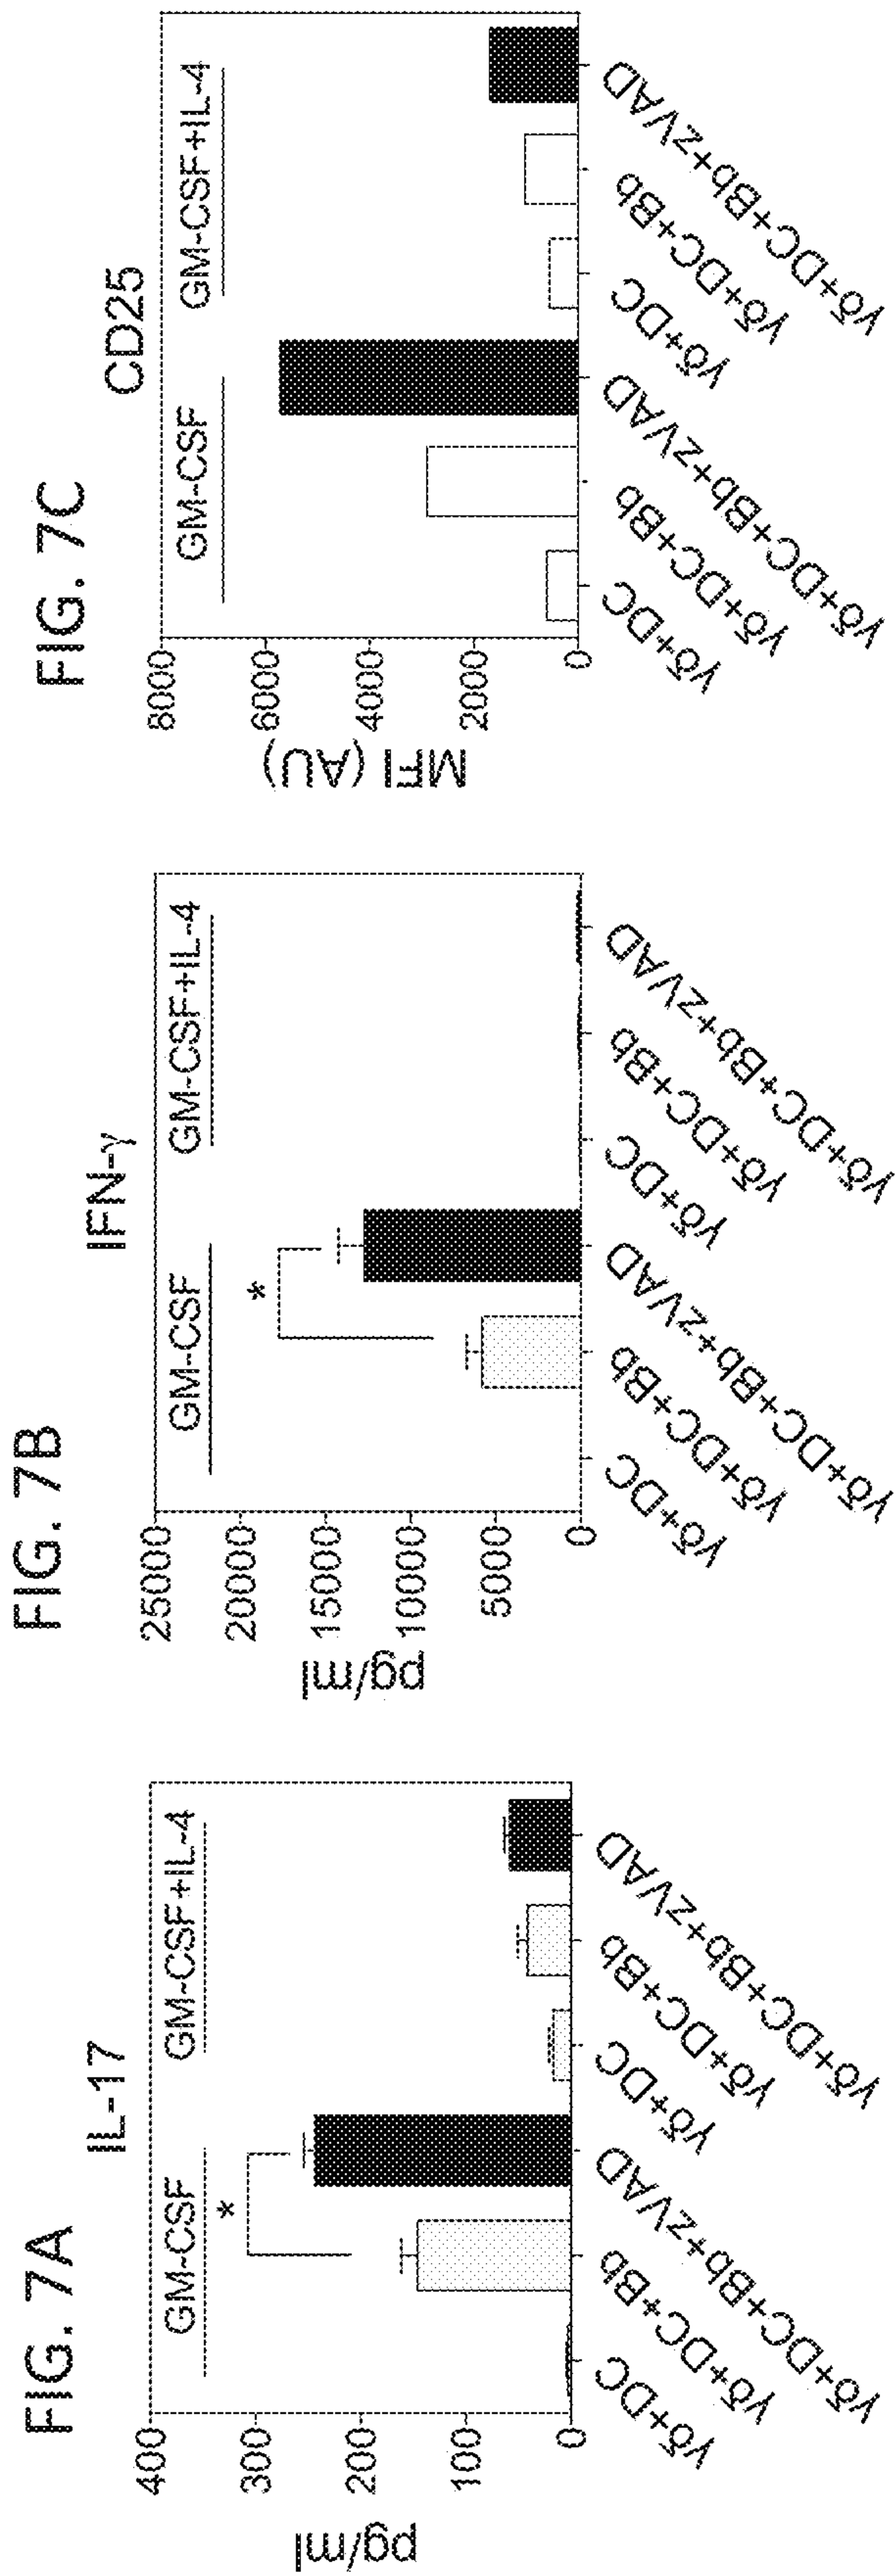 FIG. 7A
IL-17
GM-CSF
GM-CSF+IL-4
*
pg/ml
400
300
200
100
0
γδ+DC
γδ+DC+Bb
γδ+DC+Bb+zVAD
γδ+DC
γδ+DC+Bb
γδ+DC+Bb+zVAD
FIG. 7B
IFN-γ
GM-CSF
GM-CSF+IL-4
*
pg/ml
25000
20000
15000
10000
5000
0
γδ+DC
γδ+DC+Bb
γδ+DC+Bb+zVAD
γδ+DC
γδ+DC+Bb
γδ+DC+Bb+zVAD
FIG. 7C
CD25
GM-CSF
GM-CSF+IL-4
MFI (AU)
8000
6000
4000
2000
0
γδ+DC
γδ+DC+Bb
γδ+DC+Bb+zVAD
γδ+DC
γδ+DC+Bb
γδ+DC+Bb+zVAD